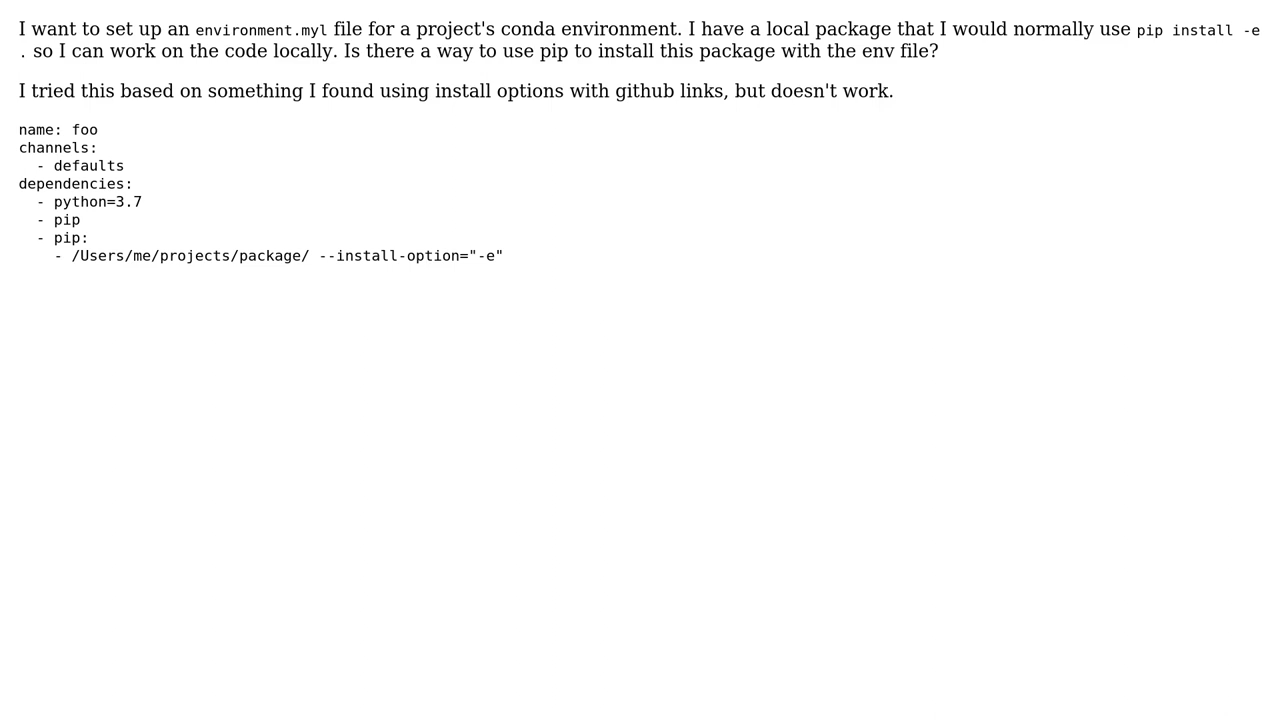 I want to set up an environment.myl file for a project's conda environment. I have a local package that I would normally use pip install -e
. so I can work on the code locally. Is there a way to use pip to install this package with the env file?
I tried this based on something I found using install options with github links, but doesn't work.
name: foo
channels:
  - defaults
dependencies:
  - python=3.7
  - pip
  - pip:
    - /Users/me/projects/package/ --install-option="-e"